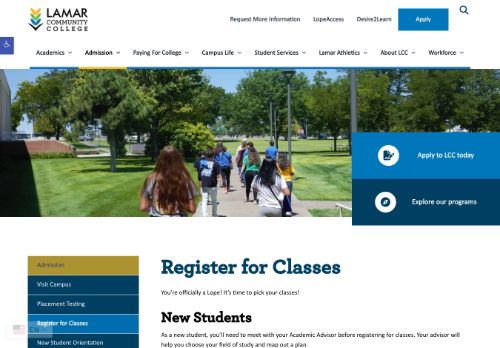 LAMAR
COMMUNITY
COLLEGE
Request More Information LopeAccess Desire2Learn Apply
Academics Admission Paying For College Campus Life Student Services Lamar Athletics About LCC Workforce
Apply to LCC today
Explore our programs
Admission
Visit Campus
Placement Testing
Register for Classes
New Student Orientation
EN
Register for Classes
You're officially a Lope! It's time to pick your classes!
New Students
As a new student, you'll need to meet with your Academic Advisor before registering for classes. Your advisor will
help you choose your field of study and map out a plan.